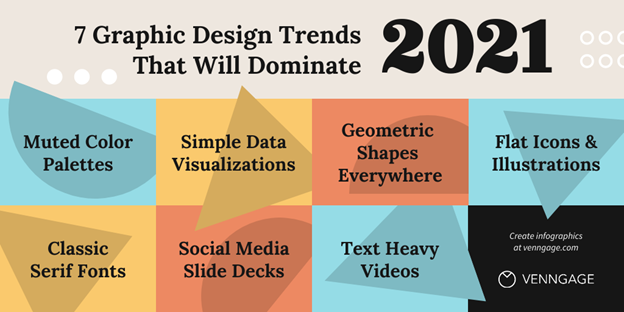 7 Graphic Design Trends
That Will Dominate
2021
Muted Color
Palettes
Simple Data
Visualizations
Geometric
Shapes
Everywhere
Flat Icons &
Illustrations
Classic
Serif Fonts
Social Media
Slide Decks
Text Heavy
Videos
Create infographics
at venngage.com
VENNGAGE